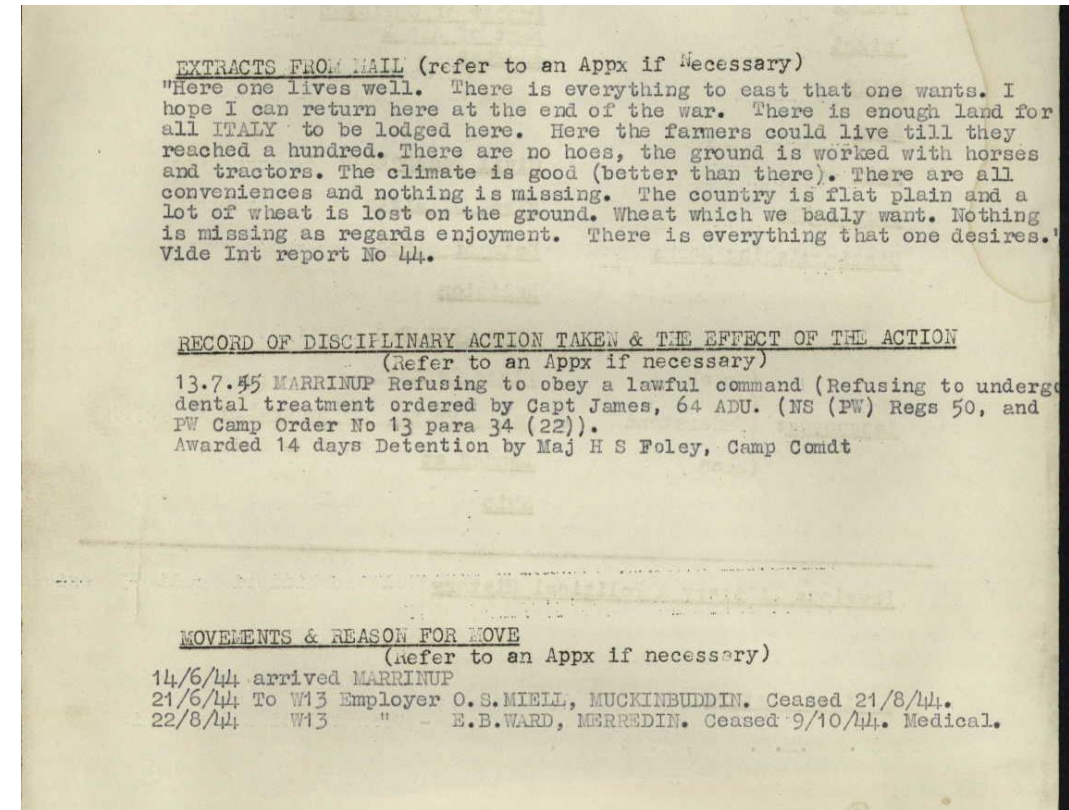 EXTRACTS FROM MAIL (refer to an Appx if Necessary)
"Here one lives well. There is everything to east that one wants. I
hope I can return here at the end of the war. There is enough land for
all ITALY to be lodged here. Here the farmers could live till they
reached a hundred. There are no hoes, the ground is worked with horses
and tractors. The climate is good (better than there). There are all
conveniences and nothing is missing. The country is flat plain and a
lot of wheat is lost on the ground. Wheat which we badly want. Nothing
is missing as regards enjoyment. There is everything that one desires."
Vide Int report No 44.
RECORD OF DISCIPLINARY ACTION TAKEN & THE EFFECT OF THE ACTION
(Refer to an Appx if necessary)
13.7.45 MARRINUP Refusing to obey a lawful command (Refusing to undergo
dental treatment ordered by Capt James, 64 ADU. (NS (PW) Regs 50, and
PW Camp Order No 13 para 34 (22)).
Awarded 14 days Detention by Maj H S Foley, Camp Comdt
MOVEMENTS & REASON FOR MOVE
(Refer to an Appx if necessary)
14/6/44 arrived MARRINUP
21/6/44 To W13 Employer O.S.MIELL, MUCKINBUDDIN. Ceased 21/8/44.
22/8/44 W13 " - E.B.WARD, MERREDIN. Ceased 9/10/44. Medical.